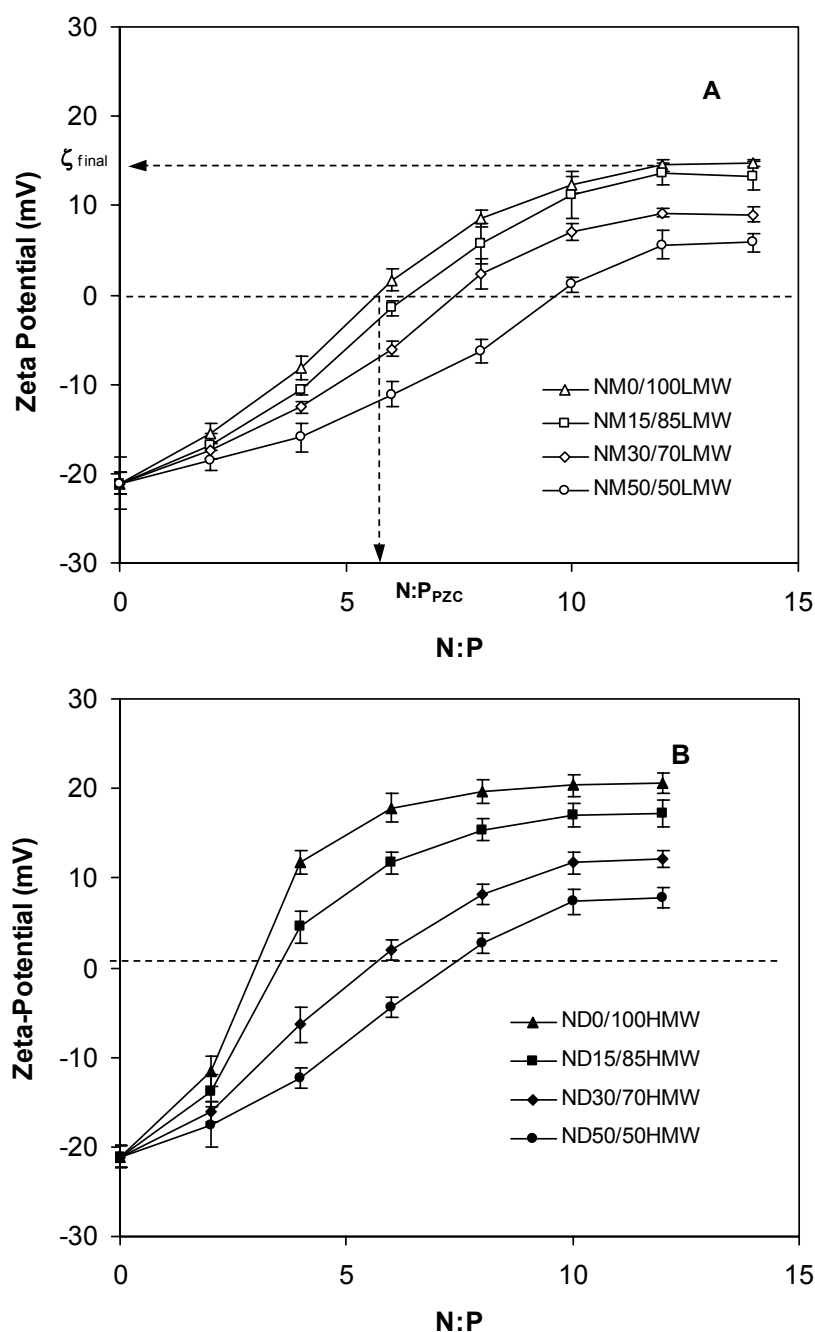 30
20
10
0
-10
-20
-30
Zeta Potential (mV)
ζ final
A
NM0/100LMW
NM15/85LMW
NM30/70LMW
NM50/50LMW
N:PPZC
0
5
10
15
N:P
30
20
10
0
-10
-20
-30
Zeta-Potential (mV)
B
ND0/100HMW
ND15/85HMW
ND30/70HMW
ND50/50HMW
0
5
10
15
N:P